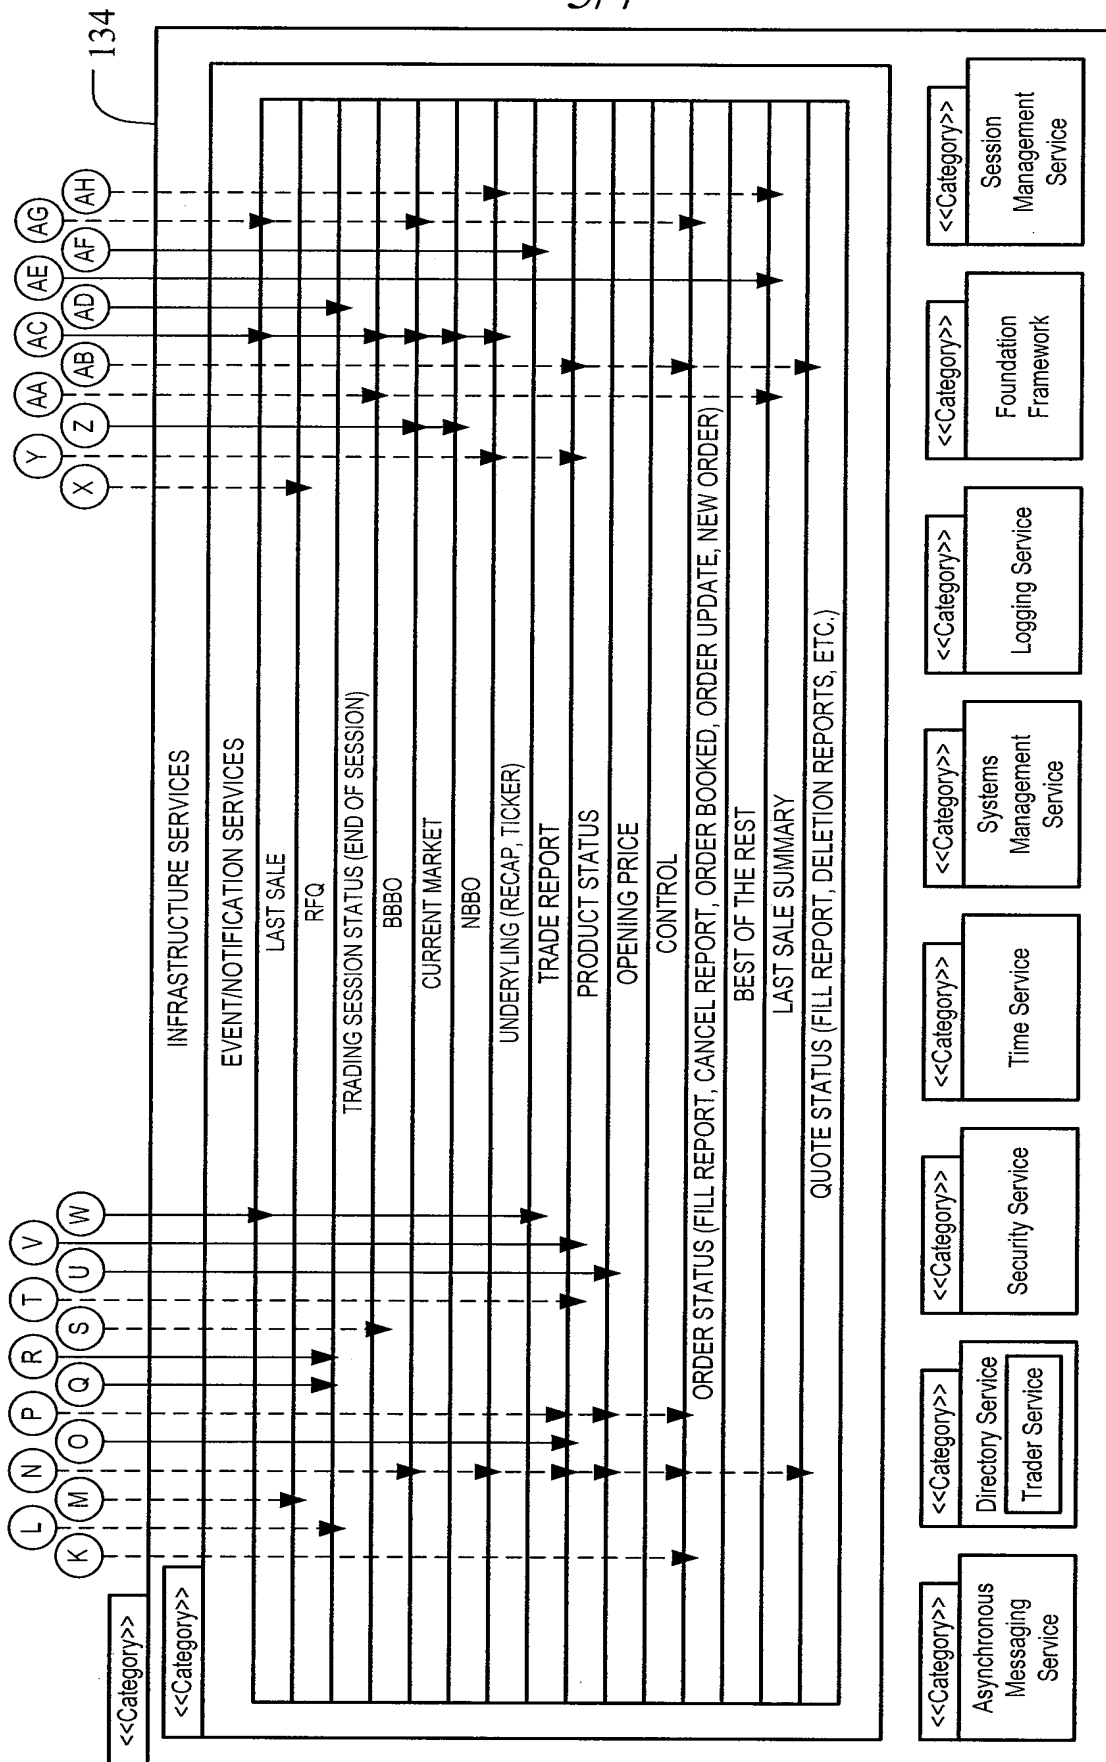 134
<<Category>>
<<Category>>
K
L
M
N
O
P
Q
R
S
T
U
V
W
X
Y
Z
AA
AB
AC
AD
AE
AF
AG
AH
INFRASTRUCTURE SERVICES
EVENT/NOTIFICATION SERVICES
LAST SALE
RFQ
TRADING SESSION STATUS (END OF SESSION)
BBBO
CURRENT MARKET
NBBO
UNDERYLING (RECAP, TICKER)
TRADE REPORT
PRODUCT STATUS
OPENING PRICE
CONTROL
ORDER STATUS (FILL REPORT, CANCEL REPORT, ORDER BOOKED, ORDER UPDATE, NEW ORDER)
BEST OF THE REST
LAST SALE SUMMARY
QUOTE STATUS (FILL REPORT, DELETION REPORTS, ETC.)
<<Category>>
Asynchronous
Messaging
Service
<<Category>>
Directory Service
Trader Service
<<Category>>
Security Service
<<Category>>
Time Service
<<Category>>
Systems
Management
Service
<<Category>>
Logging Service
<<Category>>
Foundation
Framework
<<Category>>
Session
Management
Service